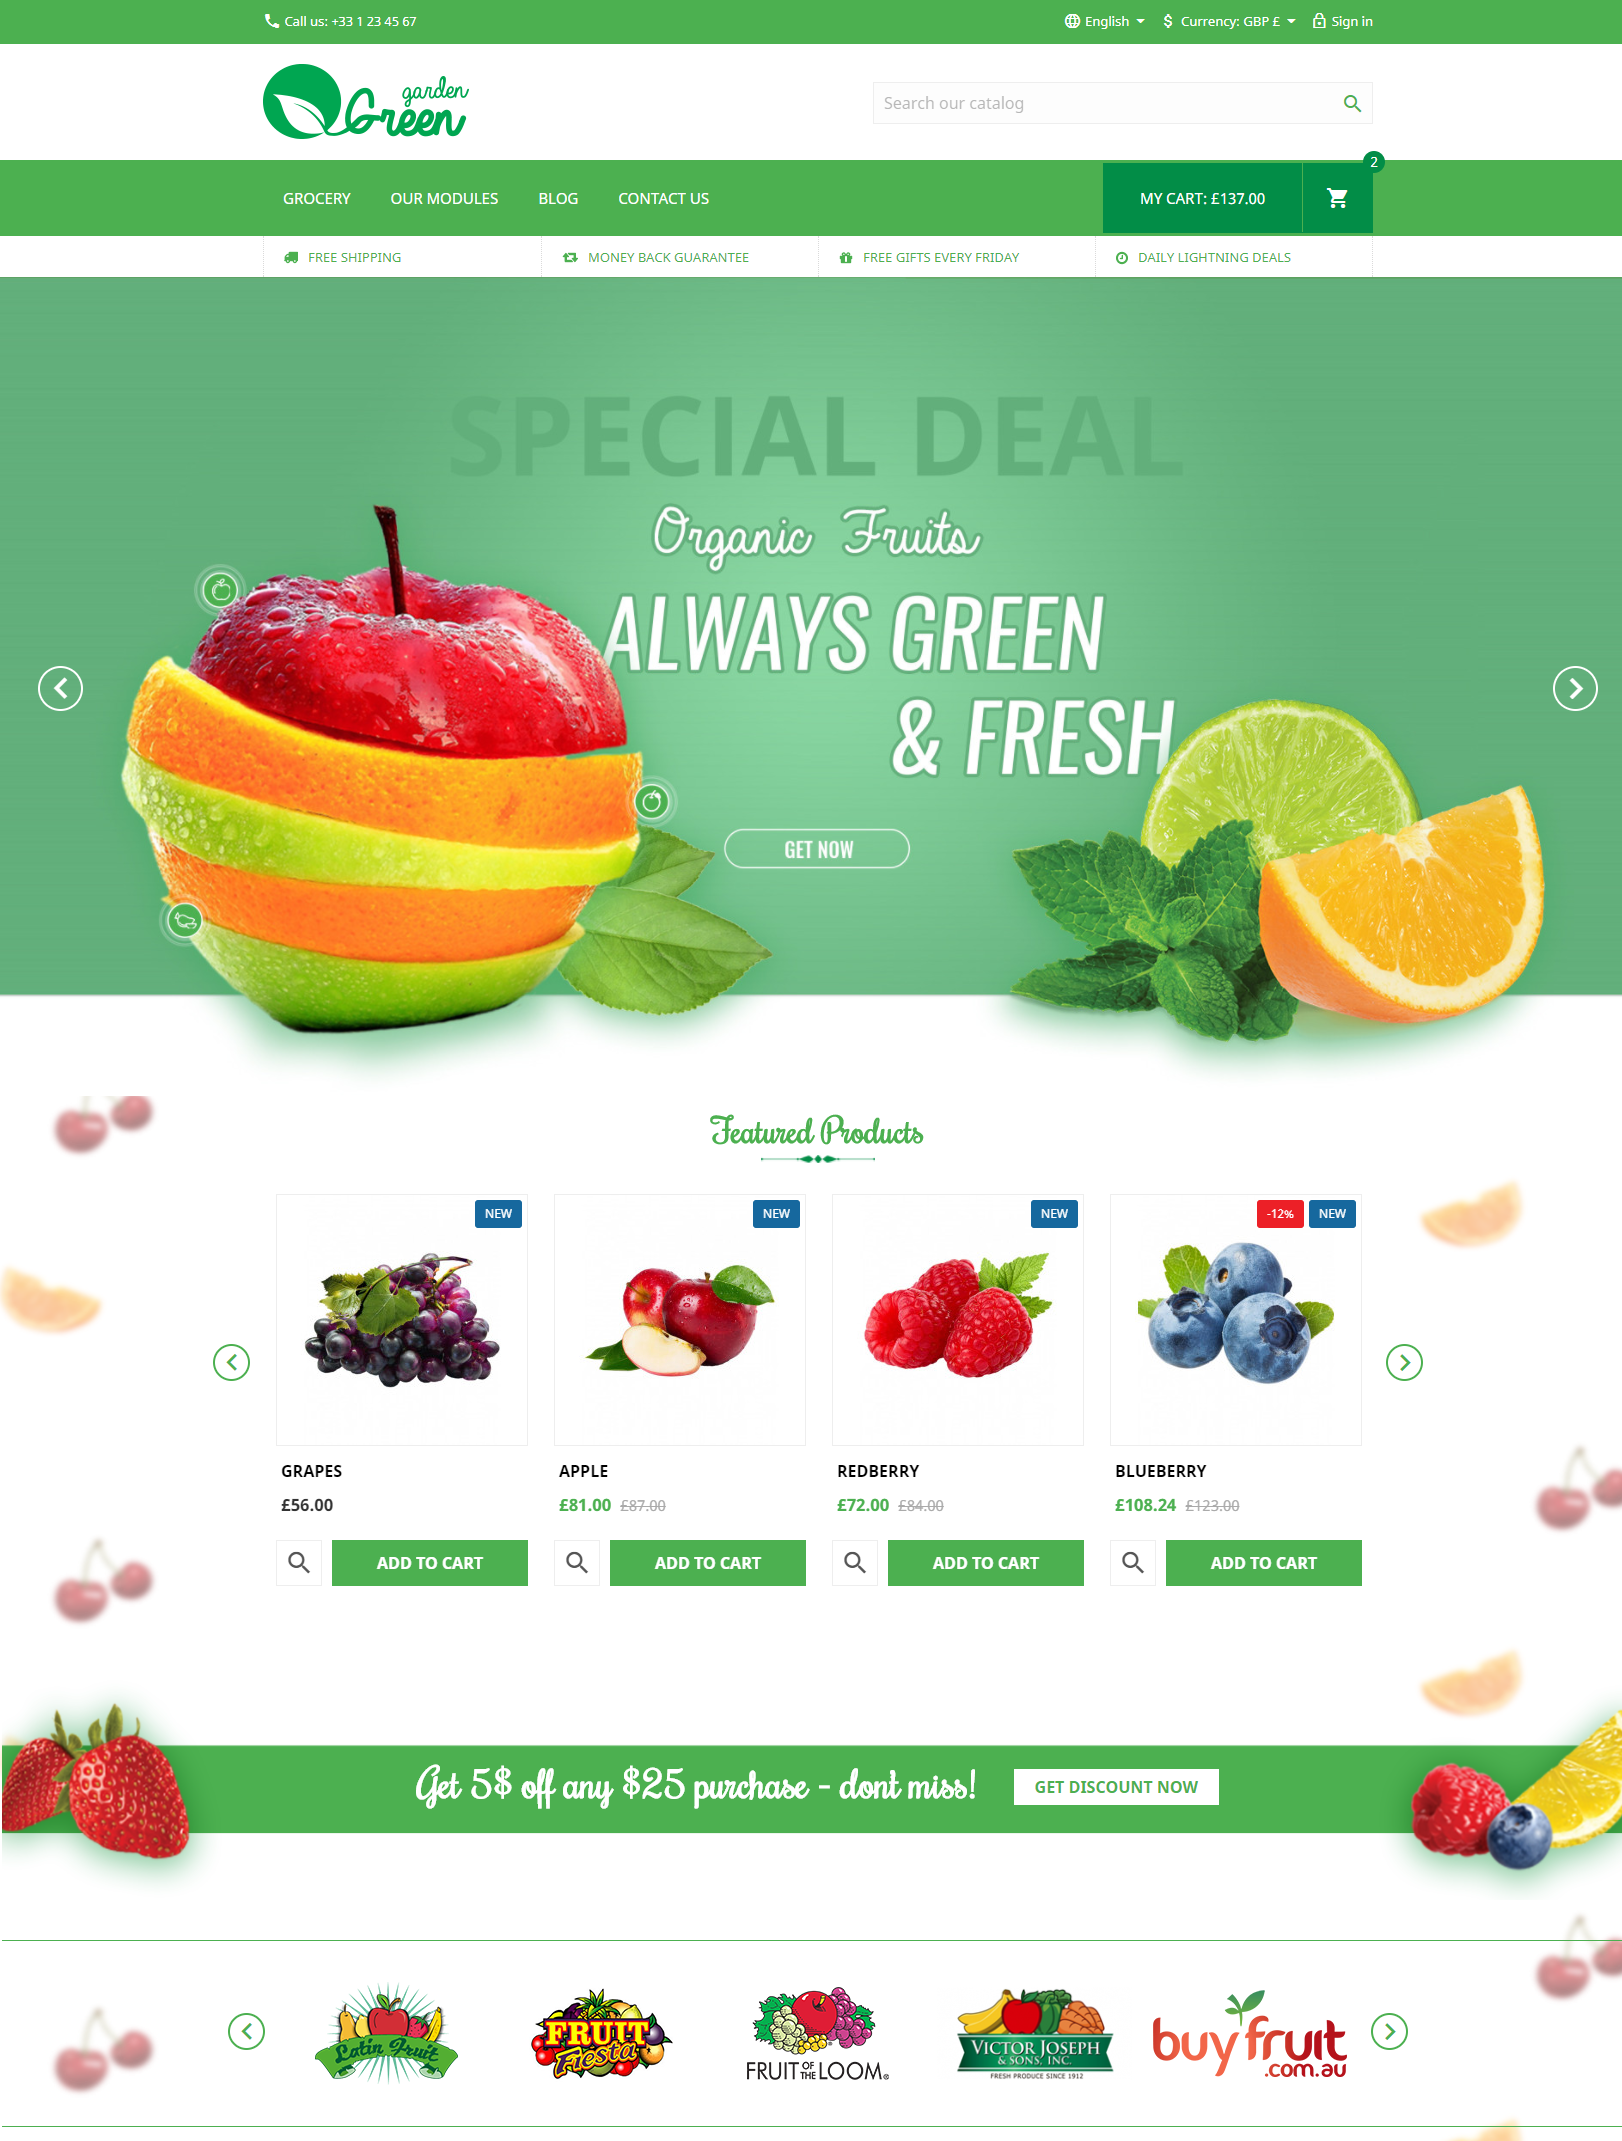 Call us: +33 1 23 45 67
English
$ Currency: GBP £
Sign in
garden
Green
Search our catalog
2
GROCERY
OUR MODULES
BLOG
CONTACT US
MY CART: £137.00
FREE SHIPPING
MONEY BACK GUARANTEE
FREE GIFTS EVERY FRIDAY
DAILY LIGHTNING DEALS
SPECIAL DEAL
Organic Fruits
ALWAYS GREEN
& FRESH
GET NOW
Featured Products
NEW
NEW
NEW
-12%
NEW
GRAPES
APPLE
REDBERRY
BLUEBERRY
£56.00
£81.00 £87.00
£72.00 £84.00
£108.24 £123.00
ADD TO CART
ADD TO CART
ADD TO CART
ADD TO CART
Get 5$ off any $25 purchase - dont miss!
GET DISCOUNT NOW
Latin Fruit
FRUIT
Fiesta
FRUIT OF THE LOOM®
VICTOR JOSEPH
& SONS, INC.
FRESH PRODUCE SINCE 1912
buyfruit
.com.au